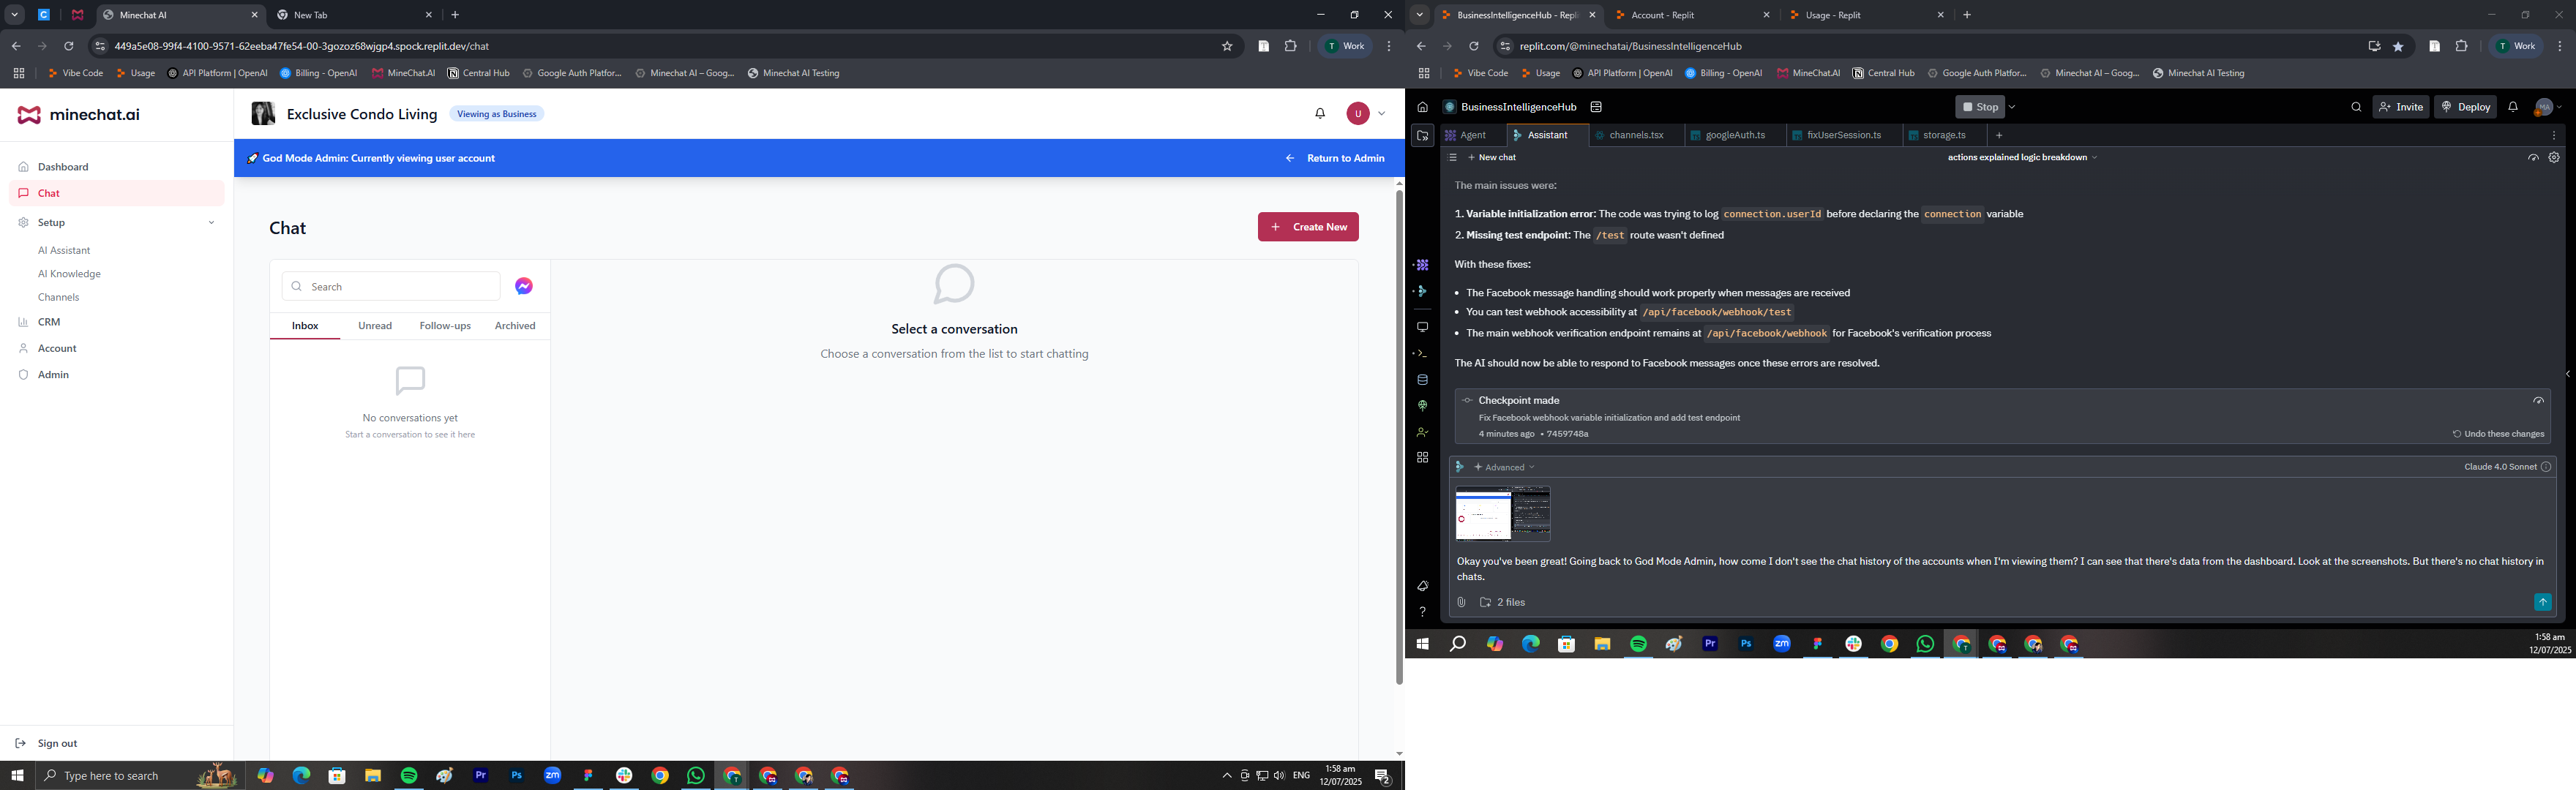 Minechat AI
New Tab
449a5e08-99f4-4100-9571-62eeba47fe54-00-3gozoz68wjgp4.spock.replit.dev/chat
T Work
Vibe Code
Usage
API Platform | OpenAI
Billing - OpenAI
MineChat.AI
Central Hub
Google Auth Platfor...
Minechat AI – Goog...
Minechat AI Testing
minechat.ai
Exclusive Condo Living
Viewing as Business
U
God Mode Admin: Currently viewing user account
Return to Admin
Dashboard
Chat
Setup
AI Assistant
AI Knowledge
Channels
CRM
Account
Admin
Sign out
Chat
Create New
Search
Inbox
Unread
Follow-ups
Archived
No conversations yet
Start a conversation to see it here
Select a conversation
Choose a conversation from the list to start chatting
Type here to search
Pr
Ps
zm
ENG
1:58 am
12/07/2025
2
BusinessIntelligenceHub - Repli
Account - Replit
Usage - Replit
replit.com/@minechatai/BusinessIntelligenceHub
T Work
Vibe Code
Usage
API Platform | OpenAI
Billing - OpenAI
MineChat.AI
Central Hub
Google Auth Platfor...
Minechat AI – Goog...
Minechat AI Testing
BusinessIntelligenceHub
Stop
Invite
Deploy
MA
Agent
Assistant
channels.tsx
googleAuth.ts
fixUserSession.ts
storage.ts
New chat
actions explained logic breakdown
The main issues were:
1. Variable initialization error: The code was trying to log connection.userId before declaring the connection variable
2. Missing test endpoint: The /test route wasn't defined
With these fixes:
• The Facebook message handling should work properly when messages are received
• You can test webhook accessibility at /api/facebook/webhook/test
• The main webhook verification endpoint remains at /api/facebook/webhook for Facebook's verification process
The AI should now be able to respond to Facebook messages once these errors are resolved.
Checkpoint made
Fix Facebook webhook variable initialization and add test endpoint
4 minutes ago • 7459748a
Undo these changes
Advanced
Claude 4.0 Sonnet
Okay you've been great! Going back to God Mode Admin, how come I don't see the chat history of the accounts when I'm viewing them? I can see that there's data from the dashboard. Look at the screenshots. But there's no chat history in
chats.
2 files
Pr
Ps
zm
1:58 am
12/07/2025